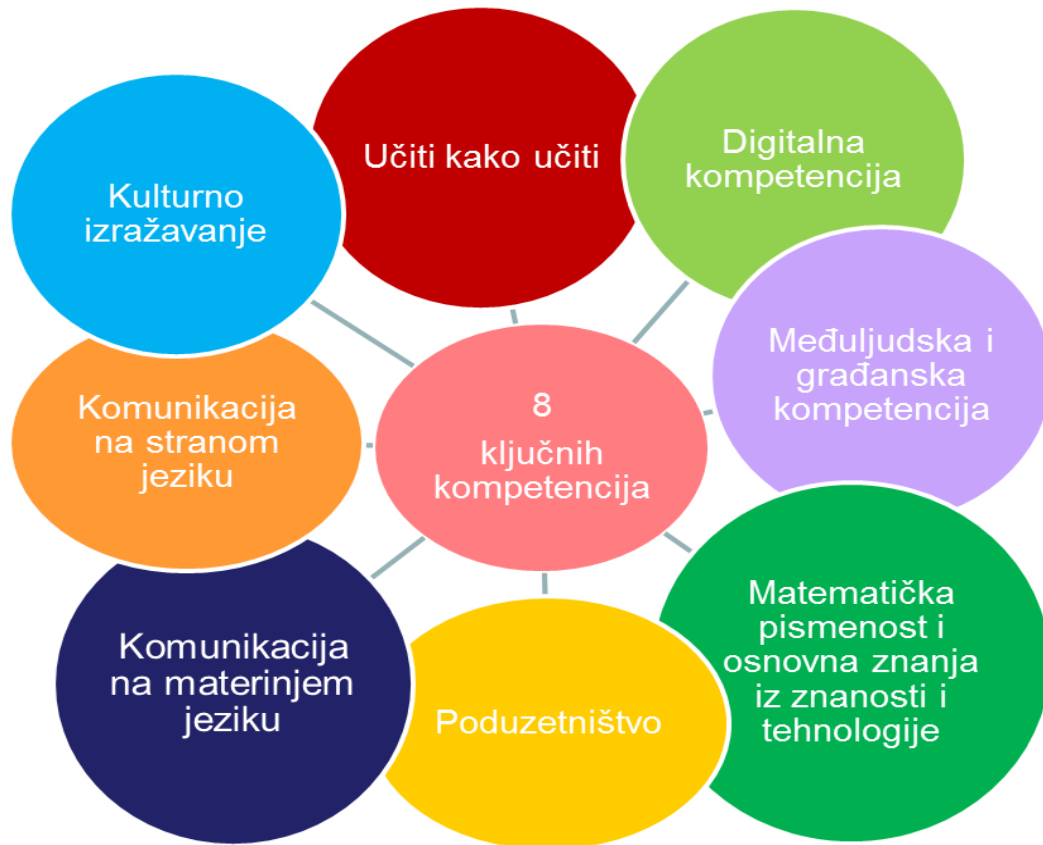 Učiti kako učiti
Digitalna
kompetencija
Kulturno
izražavanje
Međuljudska i
građanska
kompetencija
Komunikacija
na stranom
jeziku
8
ključnih
kompetencija
Matematička
pismenost i
osnovna znanja
iz znanosti i
tehnologije
Komunikacija
na materinjem
jeziku
Poduzetništvo